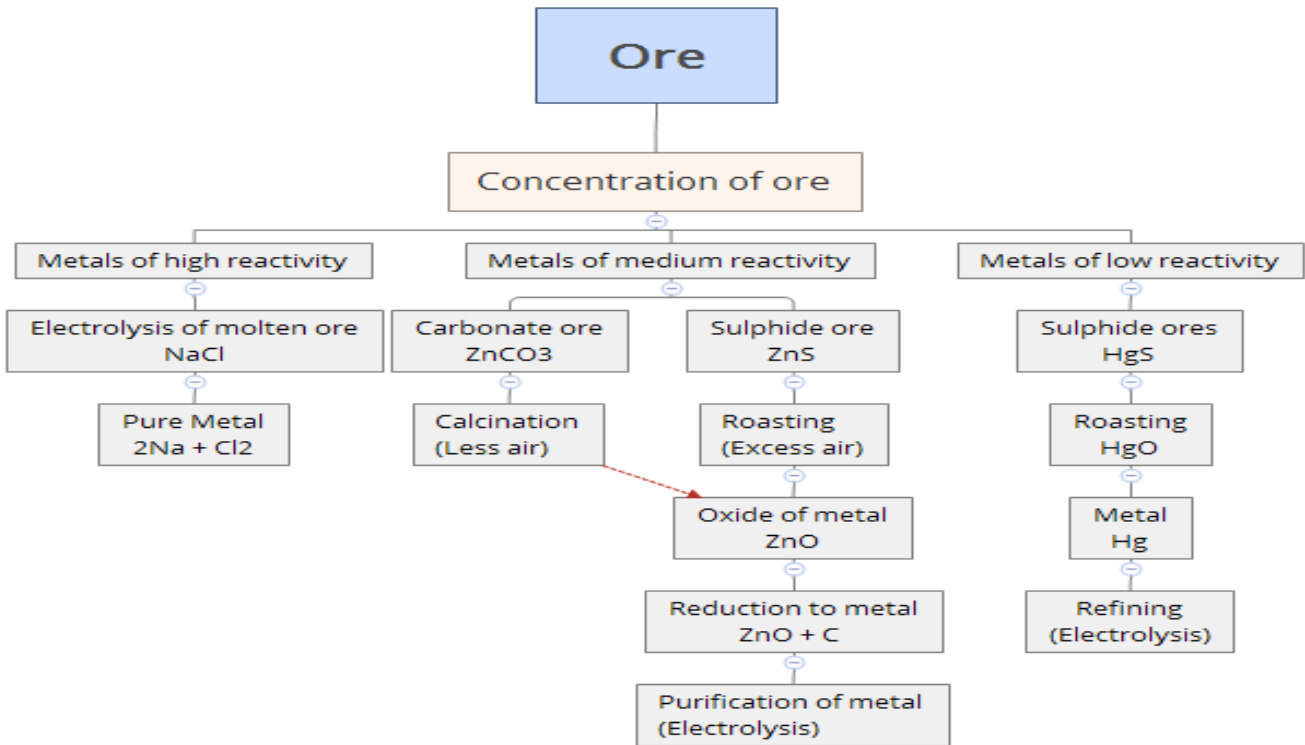 Ore
Concentration of ore
Metals of high reactivity
Metals of medium reactivity
Metals of low reactivity
Electrolysis of molten ore
NaCl
Carbonate ore
ZnCO3
Sulphide ore
ZnS
Sulphide ores
HgS
Pure Metal
2Na + Cl2
Calcination
(Less air)
Roasting
(Excess air)
Roasting
HgO
Oxide of metal
ZnO
Metal
Hg
Reduction to metal
ZnO + C
Refining
(Electrolysis)
Purification of metal
(Electrolysis)